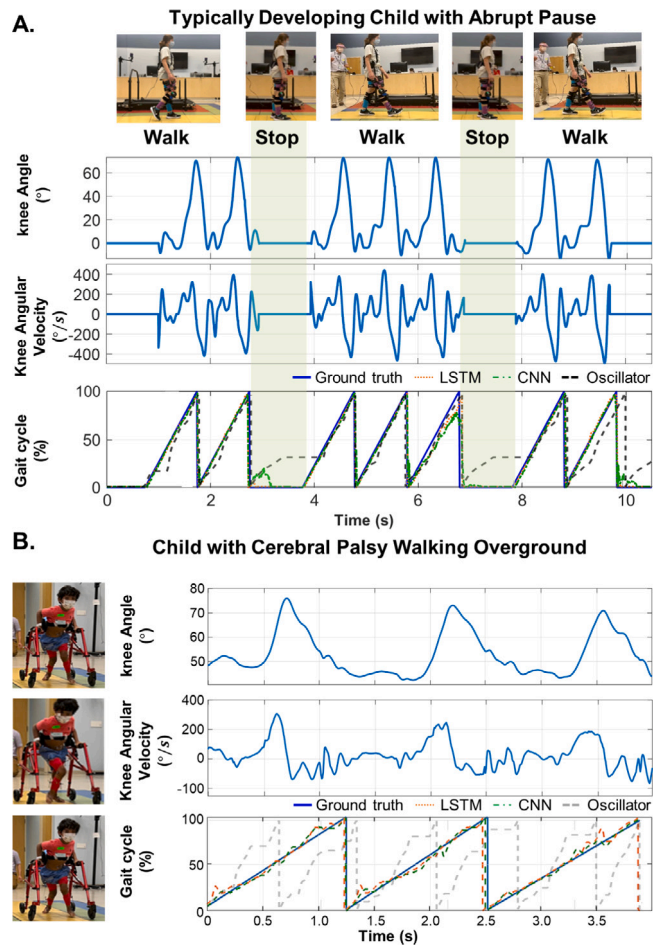 A.
Typically Developing Child with Abrupt Pause
Walk Stop Walk Stop Walk
knee Angle
(°)
60
40
20
0
Knee Angular
Velocity
(°/s)
400
200
0
-200
-400
Ground truth LSTM CNN Oscillator
Gait cycle
(%)
100
50
0
0 2 4 6 8 10
Time (s)
B.
Child with Cerebral Palsy Walking Overground
knee Angle
(°)
80
70
60
50
Knee Angular
Velocity
(°/s)
400
200
0
-100
Ground truth LSTM CNN Oscillator
Gait cycle
(%)
100
50
0
0 0.5 1.0 1.5 2.0 2.5 3.0 3.5
Time (s)